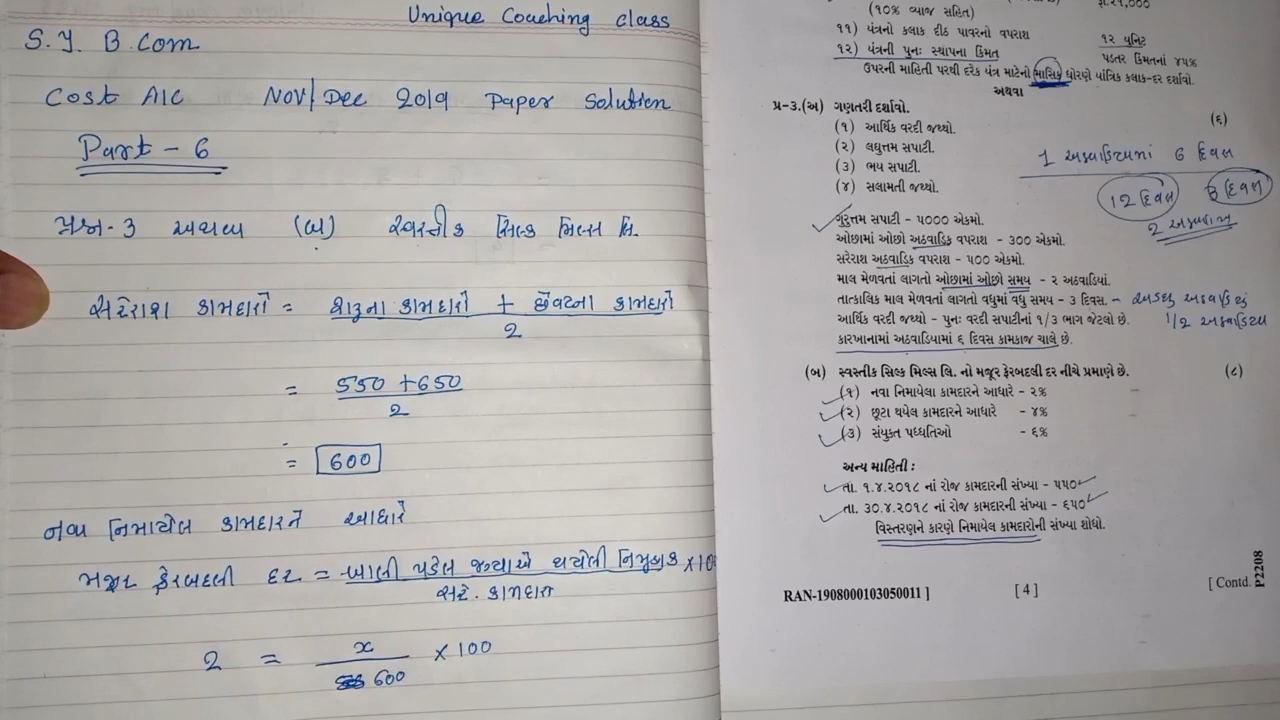 Unique Coaching class
S.Y. B.Com
Cost A/C NOV/Dec 2019 Paper Solution
Part - 6
પ્રશ્ન-3 અથવા (બ) સ્વસ્તીક સિલ્ક મિલ્સ લિ.
સરેરાશ કામદારો = શરૂના કામદારો + છેવટના કામદારો
2
= 550 + 650
2
= 600
નવા નિમાયેલ કામદારને આધારે
મજૂર ફેરબદલી દર = ખાલી પડેલ જગ્યાએ થયેલી નિમણૂક × 10
સરે. કામદારો
2 = x × 100
600
(૧૦% વ્યાજ સહિત)
૧૧) યંત્રનો કલાક દીઠ પાવરનો વપરાશ ૧૨ યુનિટ
૧૨) યંત્રની પુનઃ સ્થાપના કિંમત પડતર કિંમતનાં ૪૫%
ઉપરની માહિતી પરથી દરેક યંત્ર માટેનો માસિક ધોરણે યાંત્રિક કલાક-દર દર્શાવો.
અથવા
પ્ર-૩.(અ) ગણતરી દર્શાવો. (૬)
(૧) આર્થિક વરદી જથ્થો.
(૨) લઘુત્તમ સપાટી.
(૩) ભય સપાટી.
(૪) સલામતી જથ્થો.
1 અઠવાડિયામાં 6 દિવસ
12 દિવસ 3 દિવસ
2 અઠવાડિયા
ગુરુત્તમ સપાટી - ૫૦૦૦ એકમો.
ઓછામાં ઓછો અઠવાડિક વપરાશ - ૩૦૦ એકમો.
સરેરાશ અઠવાડિક વપરાશ - ૫૦૦ એકમો.
માલ મેળવતાં લાગતો ઓછામાં ઓછો સમય - ૨ અઠવાડિયાં.
તાત્કાલિક માલ મેળવતાં લાગતો વધુમાં વધુ સમય - ૩ દિવસ. - અડધુ અઠવાડિયું
આર્થિક વરદી જથ્થો - પુનઃ વરદી સપાટીનાં ૧/૩ ભાગ જેટલો છે. 1/2 અઠવાડિયા
કારખાનામાં અઠવાડિયામાં ૬ દિવસ કામકાજ ચાલે છે.
(બ) સ્વસ્તીક સિલ્ક મિલ્સ લિ. નો મજૂર ફેરબદલી દર નીચે પ્રમાણે છે. (૮)
(૧) નવા નિમાયેલા કામદારને આધારે - ૨%
(૨) છૂટા થયેલ કામદારને આધારે - ૪%
(૩) સંયુક્ત પધ્ધતિઓ - ૬%
અન્ય માહિતી :
તા. ૧.૪.૨૦૧૮ નાં રોજ કામદારની સંખ્યા - ૫૫૦
તા. ૩૦.૪.૨૦૧૮ નાં રોજ કામદારની સંખ્યા - ૬૫૦
વિસ્તરણને કારણે નિમાયેલ કામદારોની સંખ્યા શોધો.
RAN-1908000103050011 ] [ 4 ] [ Contd.
P2208